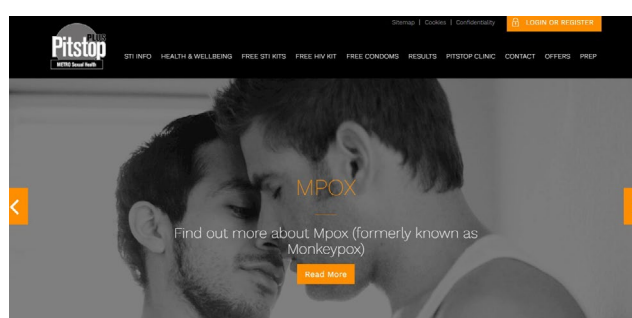 Sitemap | Cookies | Confidentiality
LOGIN OR REGISTER
Pitstop PLUS
METRO Sexual Health
STI INFO HEALTH & WELLBEING FREE STI KITS FREE HIV KIT FREE CONDOMS RESULTS PITSTOP CLINIC CONTACT OFFERS PREP
MPOX
Find out more about Mpox (formerly known as
Monkeypox)
Read More